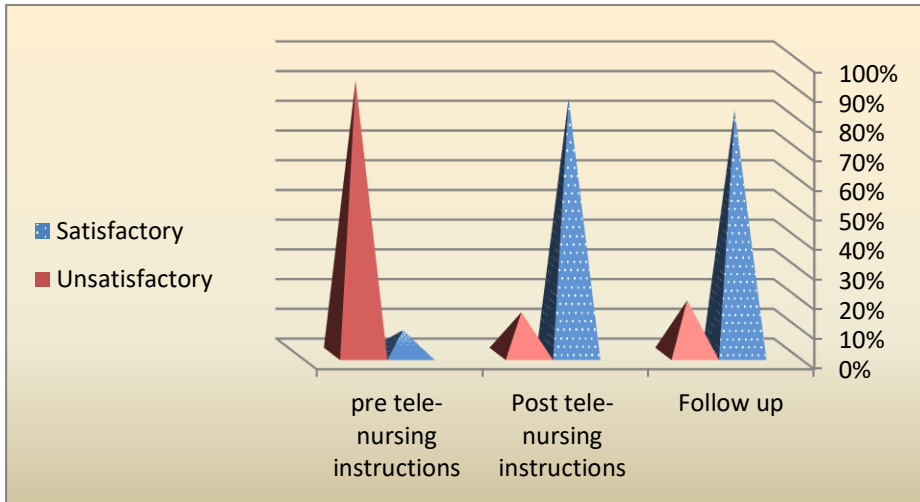 Satisfactory
Unsatisfactory
100%
90%
80%
70%
60%
50%
40%
30%
20%
10%
0%
pre tele-
nursing
instructions
Post tele-
nursing
instructions
Follow up